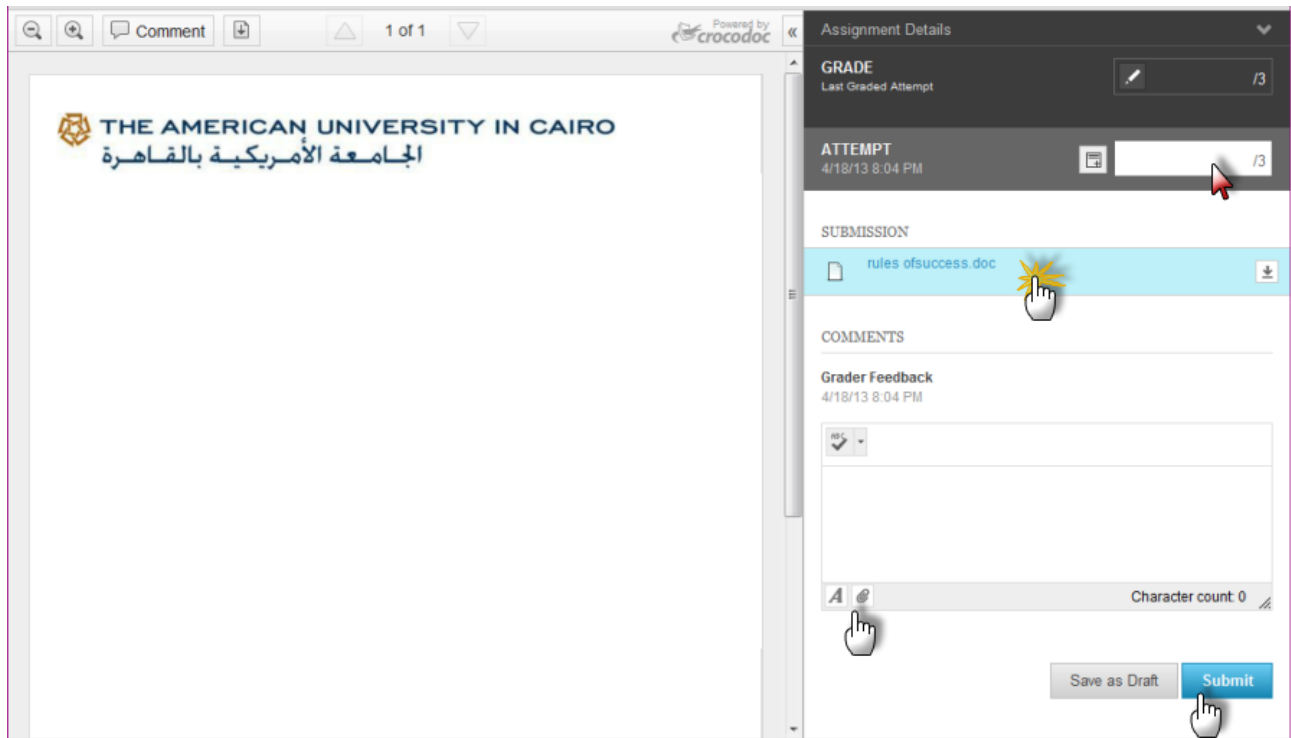 Comment
1 of 1
Powered by
crocodoc
«
THE AMERICAN UNIVERSITY IN CAIRO
الجامعة الأمريكية بالقاهرة
Assignment Details
GRADE
Last Graded Attempt
/3
ATTEMPT
4/18/13 8:04 PM
/3
SUBMISSION
rules ofsuccess.doc
COMMENTS
Grader Feedback
4/18/13 8:04 PM
ABC
A
Character count: 0
Save as Draft
Submit